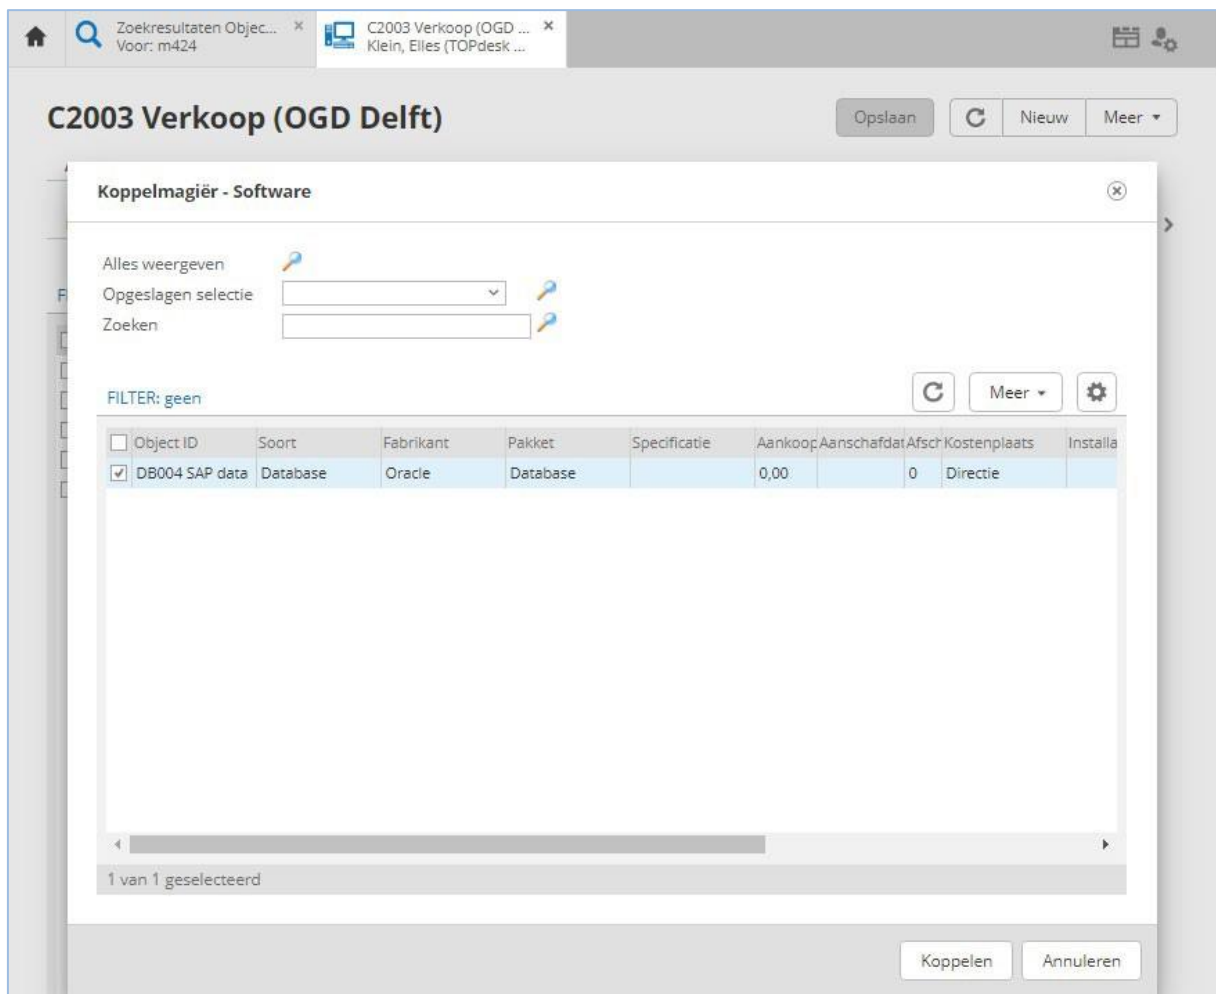 Zoekresultaten Objec...
Voor: m424
C2003 Verkoop (OGD ...
Klein, Elles (TOPdesk ...
C2003 Verkoop (OGD Delft)
Opslaan Nieuw Meer
Koppelmagiër - Software
Alles weergeven
Opgeslagen selectie
Zoeken
FILTER: geen Meer
Object ID Soort Fabrikant Pakket Specificatie Aankoop Aanschafdat Afsch Kostenplaats Installa
DB004 SAP data Database Oracle Database 0,00 0 Directie
1 van 1 geselecteerd
Koppelen Annuleren